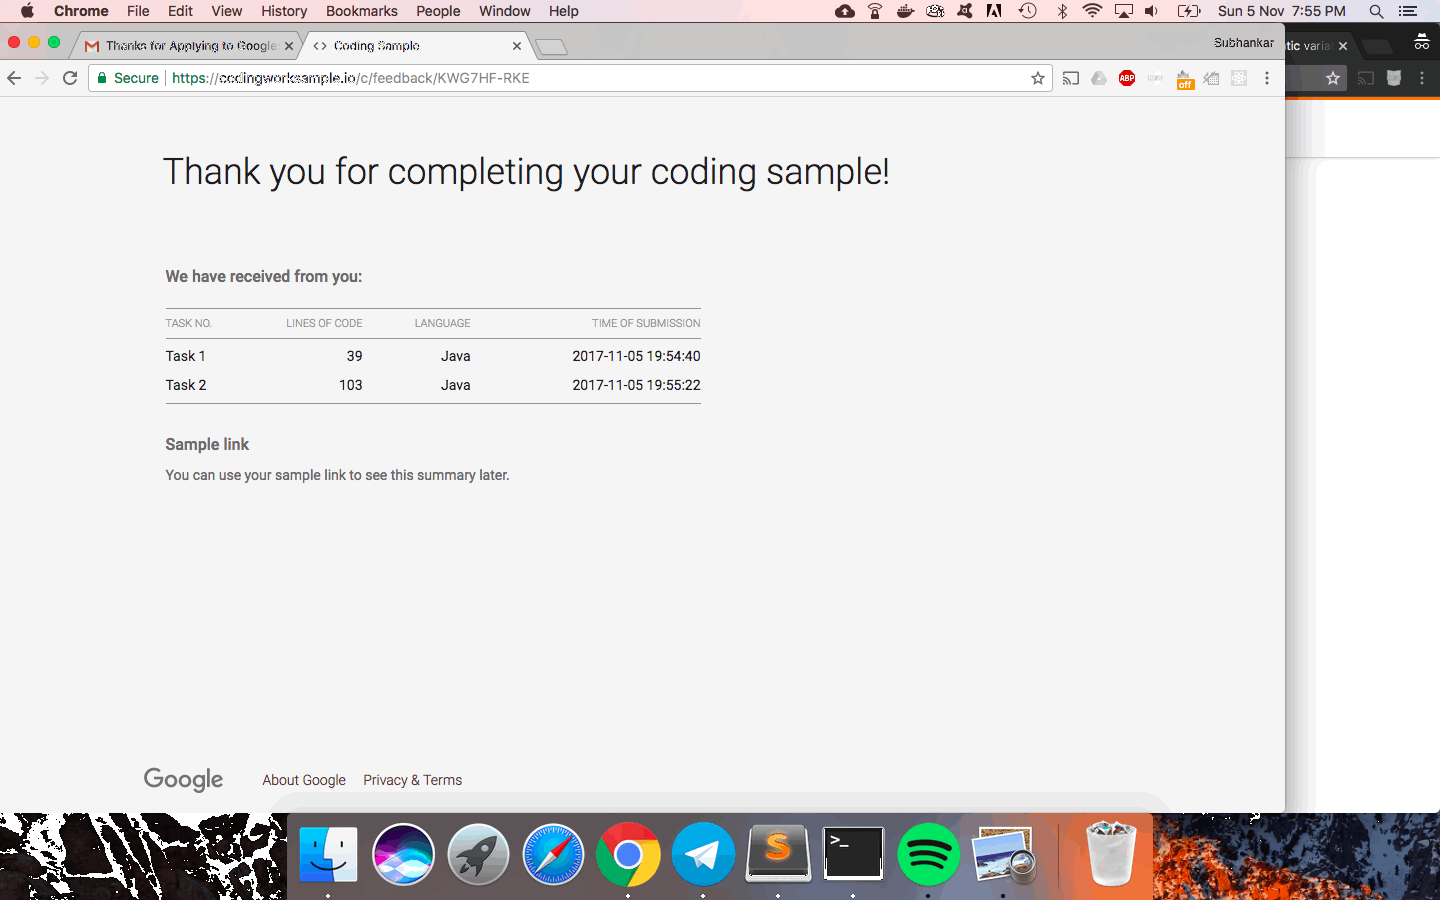 Chrome File Edit View History Bookmarks People Window Help Sun 5 Nov 7:55 PM
Thanks for Applying to Google Coding Sample Subhankar tic varia
Secure https://codingworksample.io/c/feedback/KWG7HF-RKE ABP off
Thank you for completing your coding sample!
We have received from you:
TASK NO. LINES OF CODE LANGUAGE TIME OF SUBMISSION
Task 1 39 Java 2017-11-05 19:54:40
Task 2 103 Java 2017-11-05 19:55:22
Sample link
You can use your sample link to see this summary later.
Google About Google Privacy & Terms